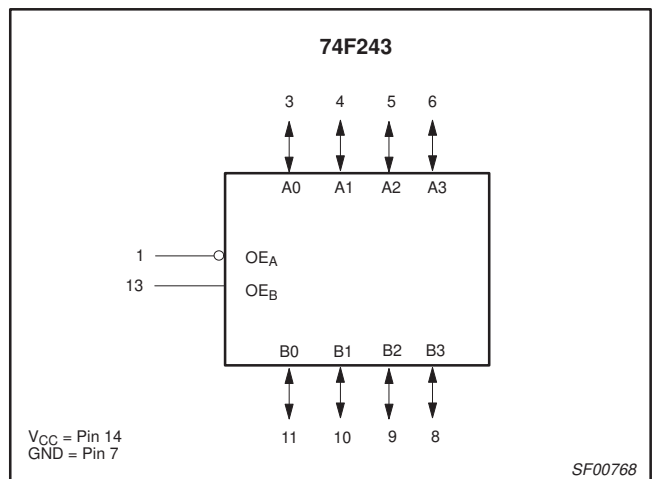 74F243
3 4 5 6
A0 A1 A2 A3
1 OEA
13 OEB
B0 B1 B2 B3
11 10 9 8
VCC = Pin 14
GND = Pin 7
SF00768